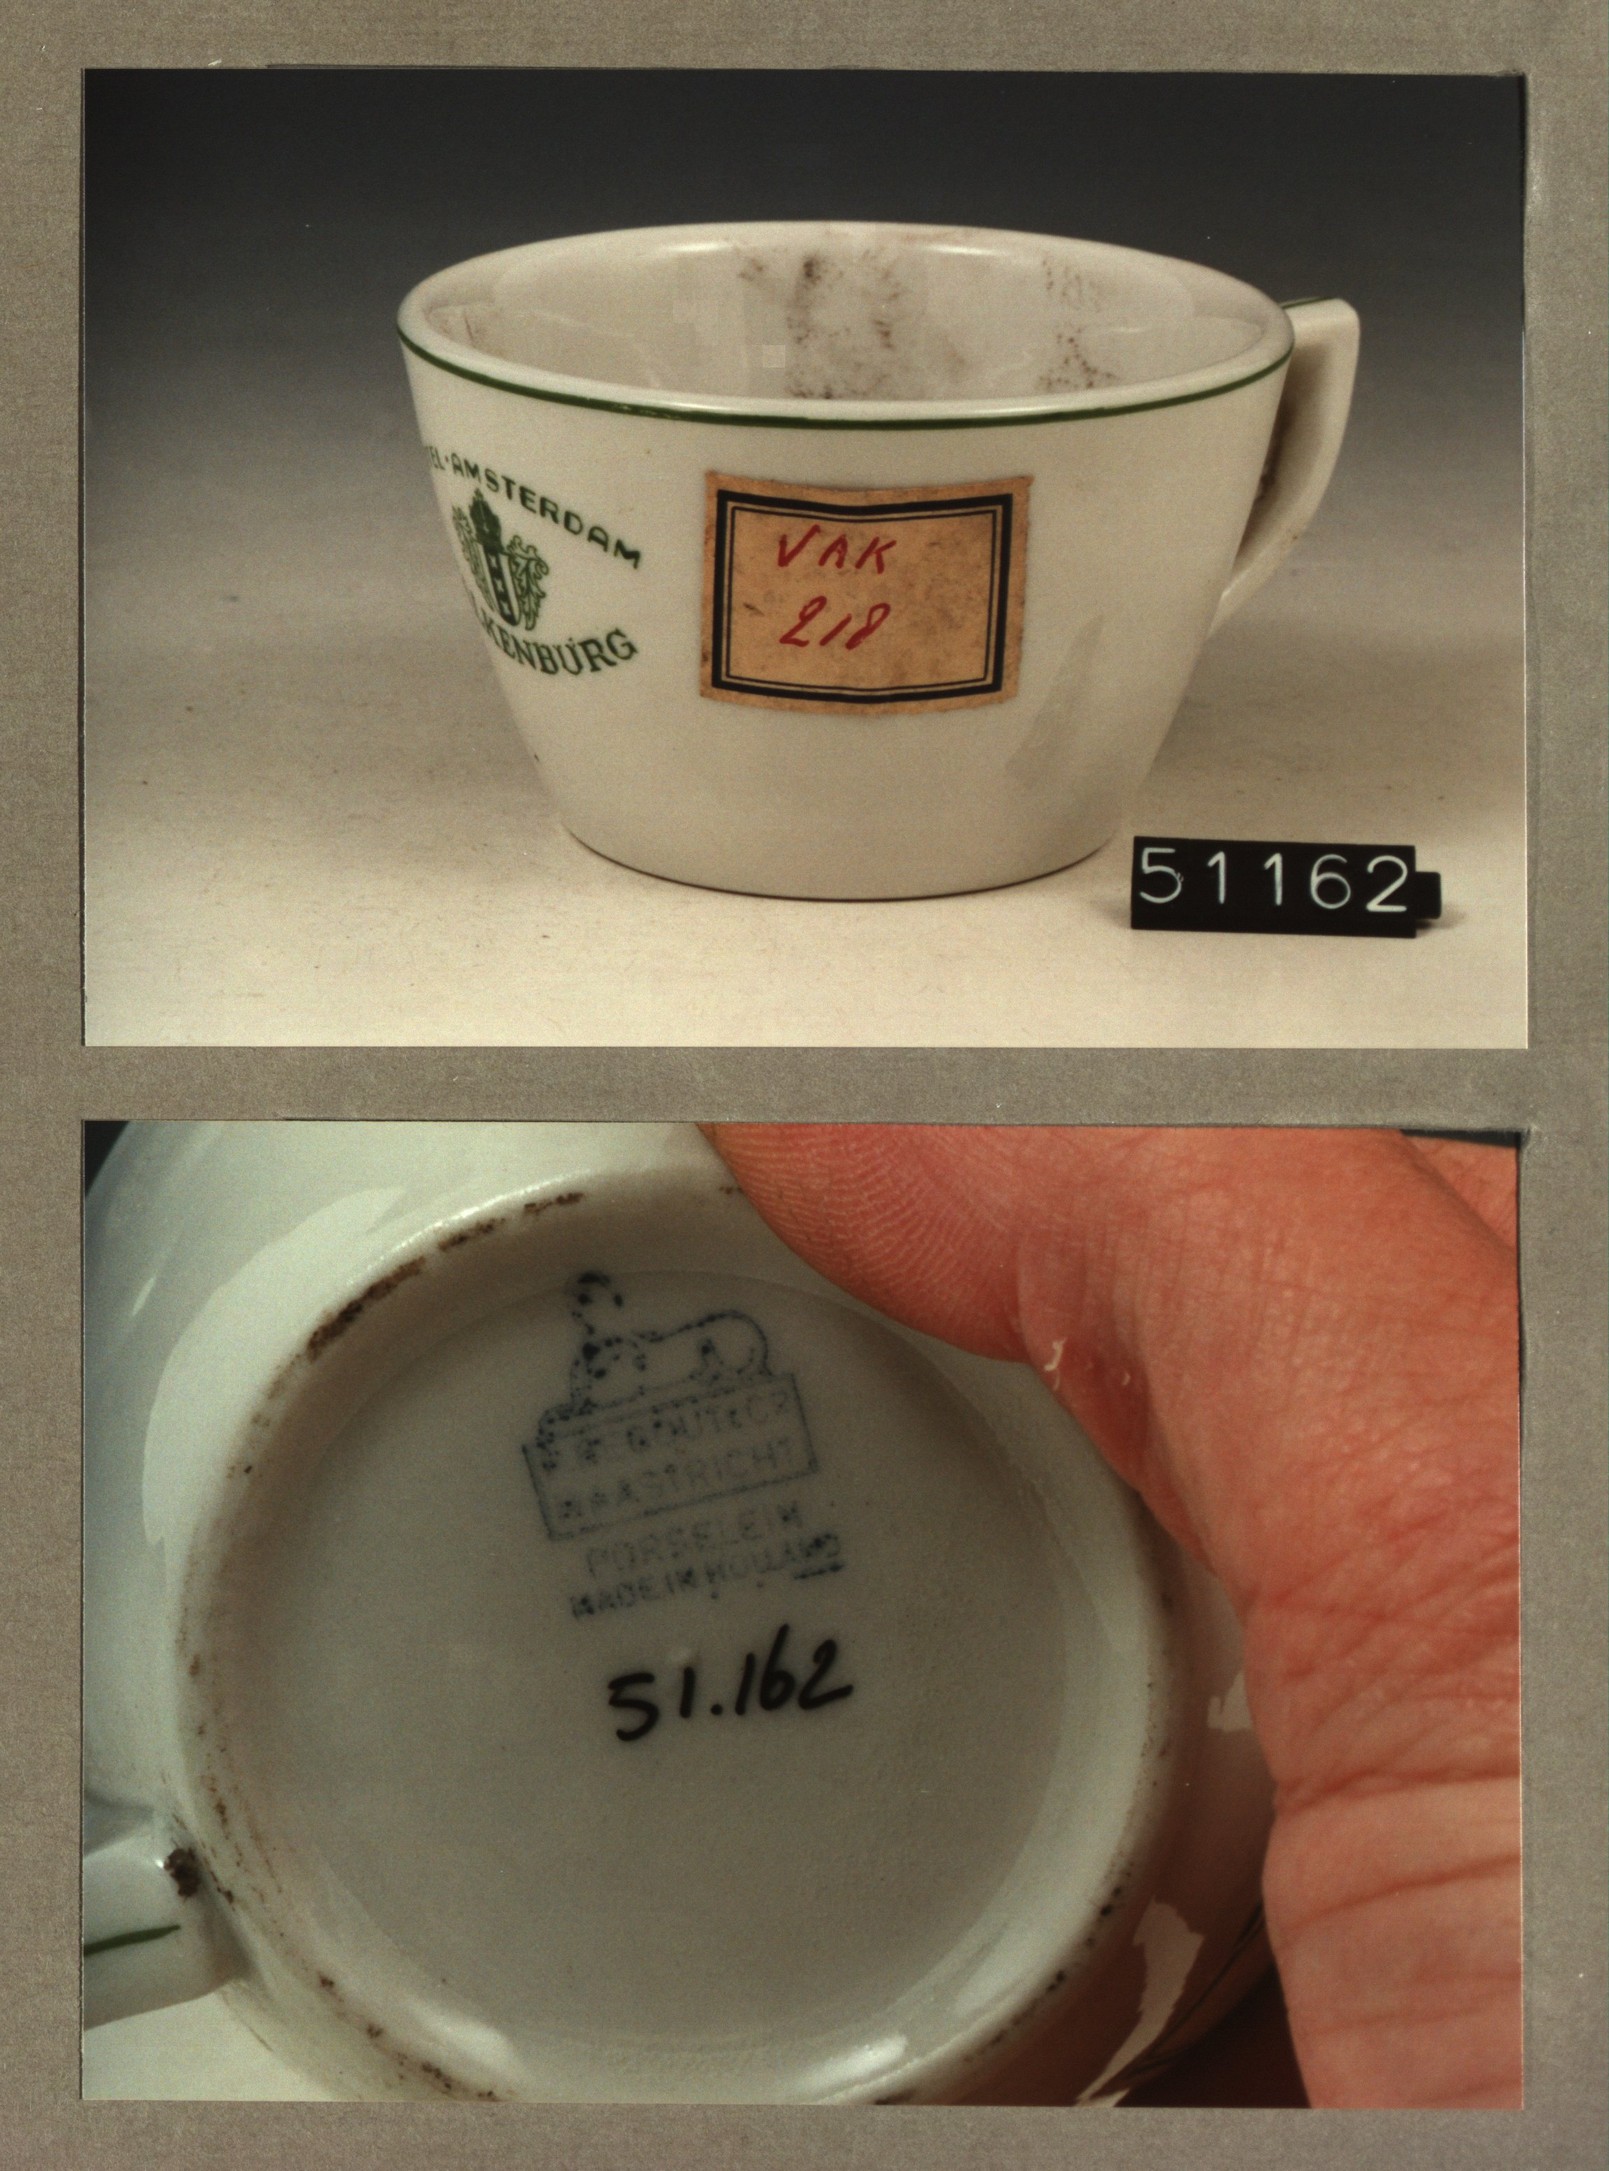 EL·AMSTERDAM
LKENBURG
VAK
218
51162
MAASTRICHT
PORSELEIN
MADE IN HOLLAND
51.162